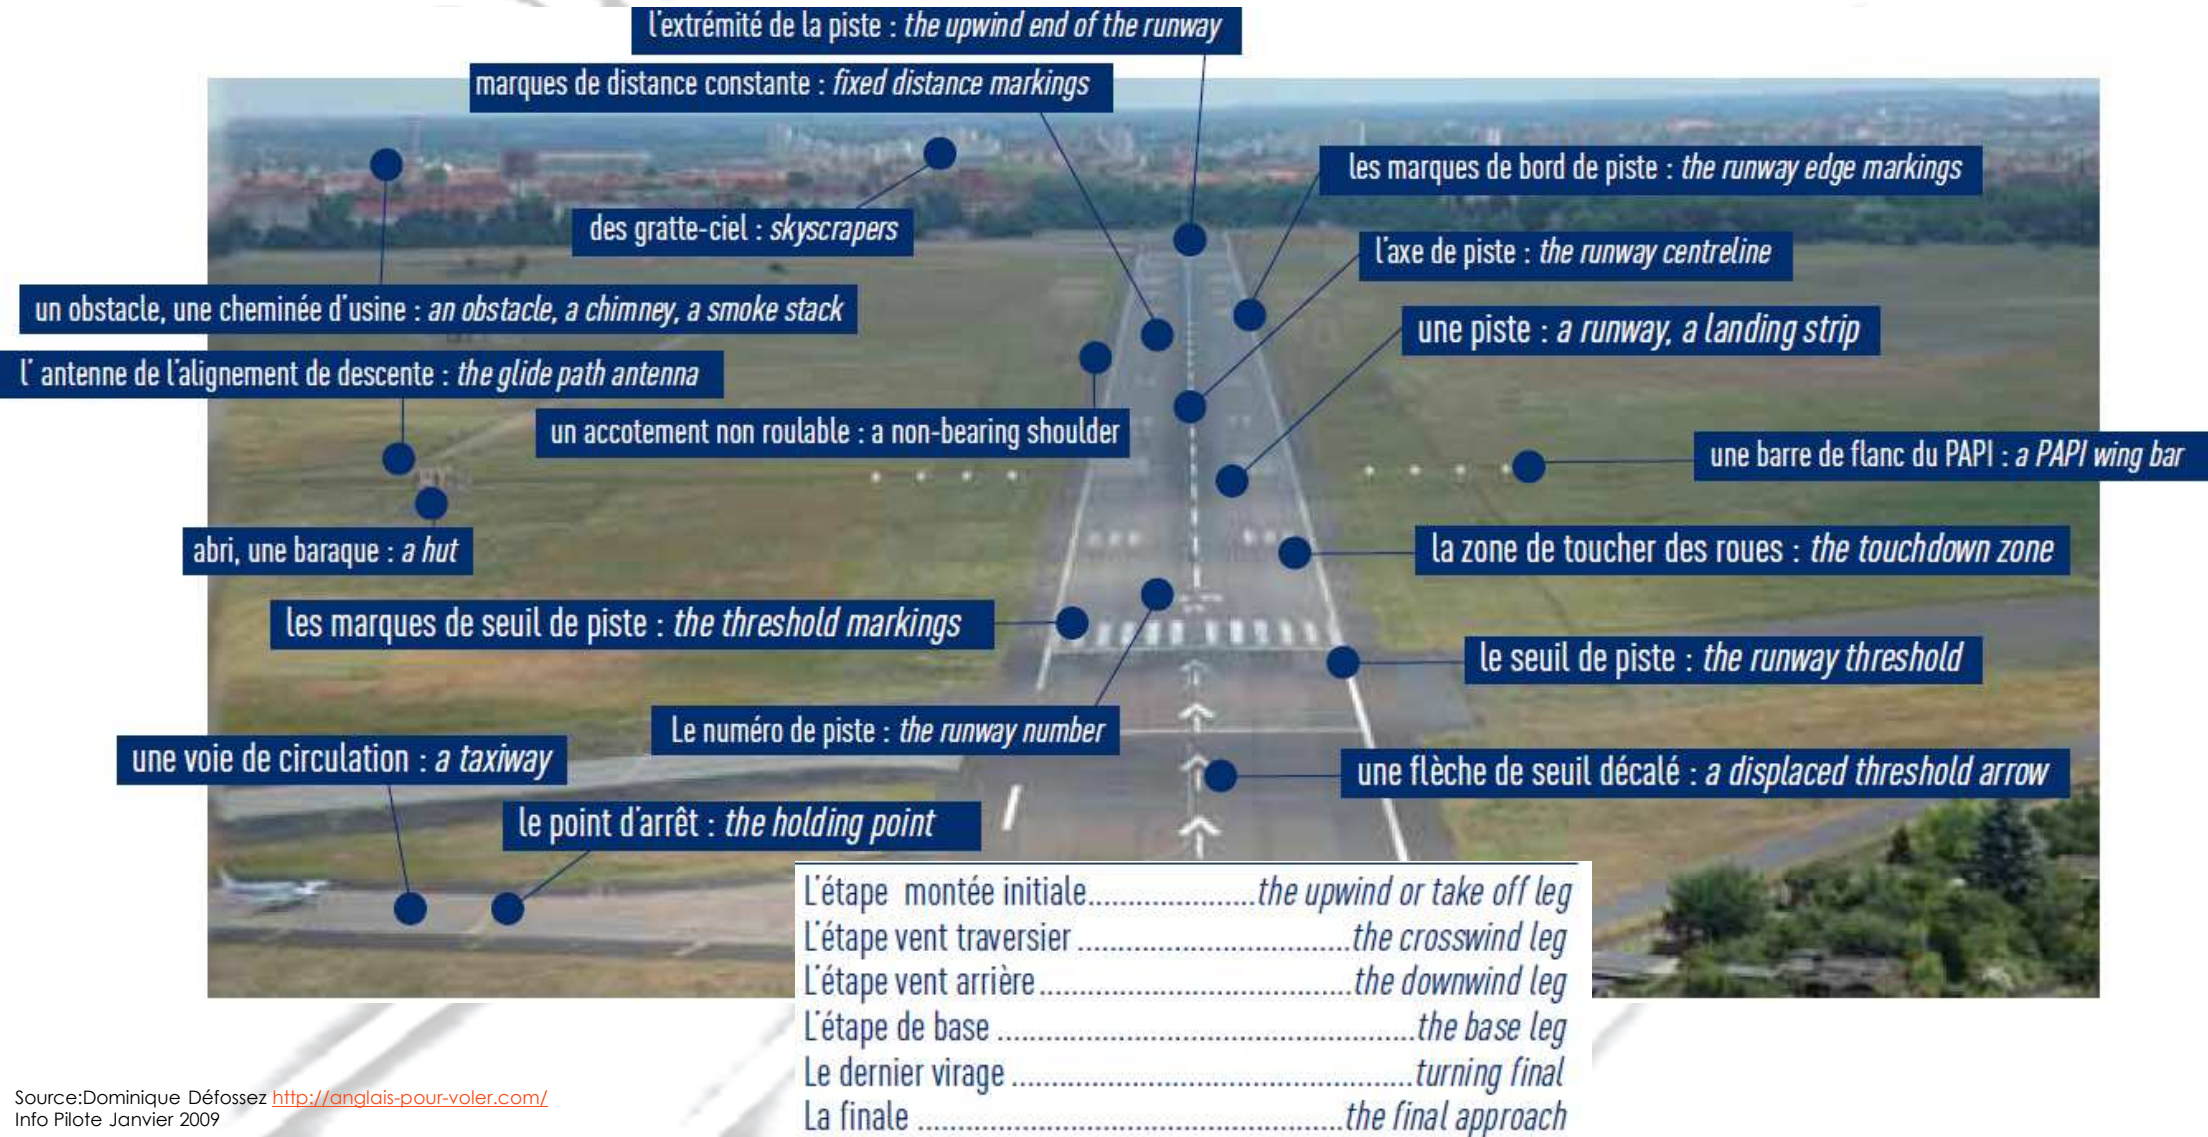 l'extrémité de la piste : the upwind end of the runway
marques de distance constante : fixed distance markings
les marques de bord de piste : the runway edge markings
des gratte-ciel : skyscrapers
l'axe de piste : the runway centreline
un obstacle, une cheminée d'usine : an obstacle, a chimney, a smoke stack
une piste : a runway, a landing strip
l' antenne de l'alignement de descente : the glide path antenna
un accotement non roulable : a non-bearing shoulder
une barre de flanc du PAPI : a PAPI wing bar
abri, une baraque : a hut
la zone de toucher des roues : the touchdown zone
les marques de seuil de piste : the threshold markings
le seuil de piste : the runway threshold
Le numéro de piste : the runway number
une voie de circulation : a taxiway
une flèche de seuil décalé : a displaced threshold arrow
le point d'arrêt : the holding point
L'étape montée initiale.....................the upwind or take off leg
L'étape vent traversier..................................the crosswind leg
L'étape vent arrière.......................................the downwind leg
L'étape de base....................................................the base leg
Le dernier virage..................................................turning final
La finale.....................................................the final approach
Source:Dominique Défossez http://anglais-pour-voler.com/
Info Pilote Janvier 2009